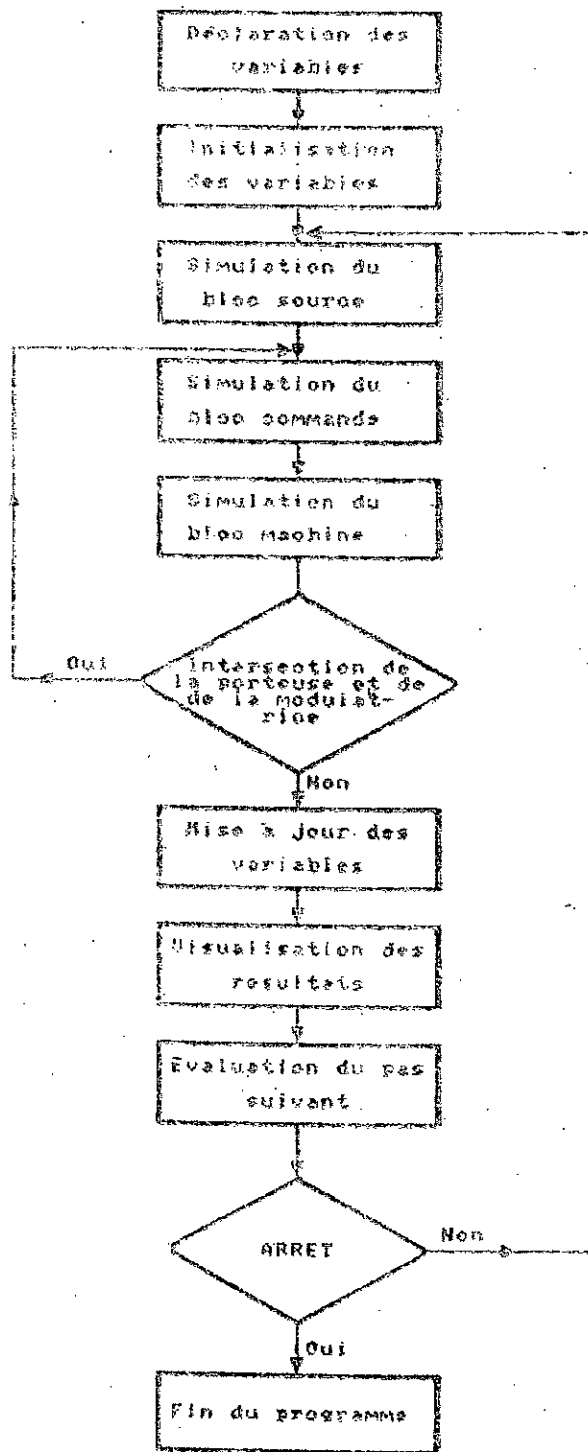 Déclaration des
variables
Initialisation
des variables
Simulation du
bloc source
Simulation du
bloc commande
Simulation du
bloc machine
Intersection de
la porteuse et de
de la modulat-
rice
Oui
Non
Mise à jour des
variables
Visualisation des
resultats
Evaluation du pas
suivant
ARRET
Non
Oui
Fin du programme